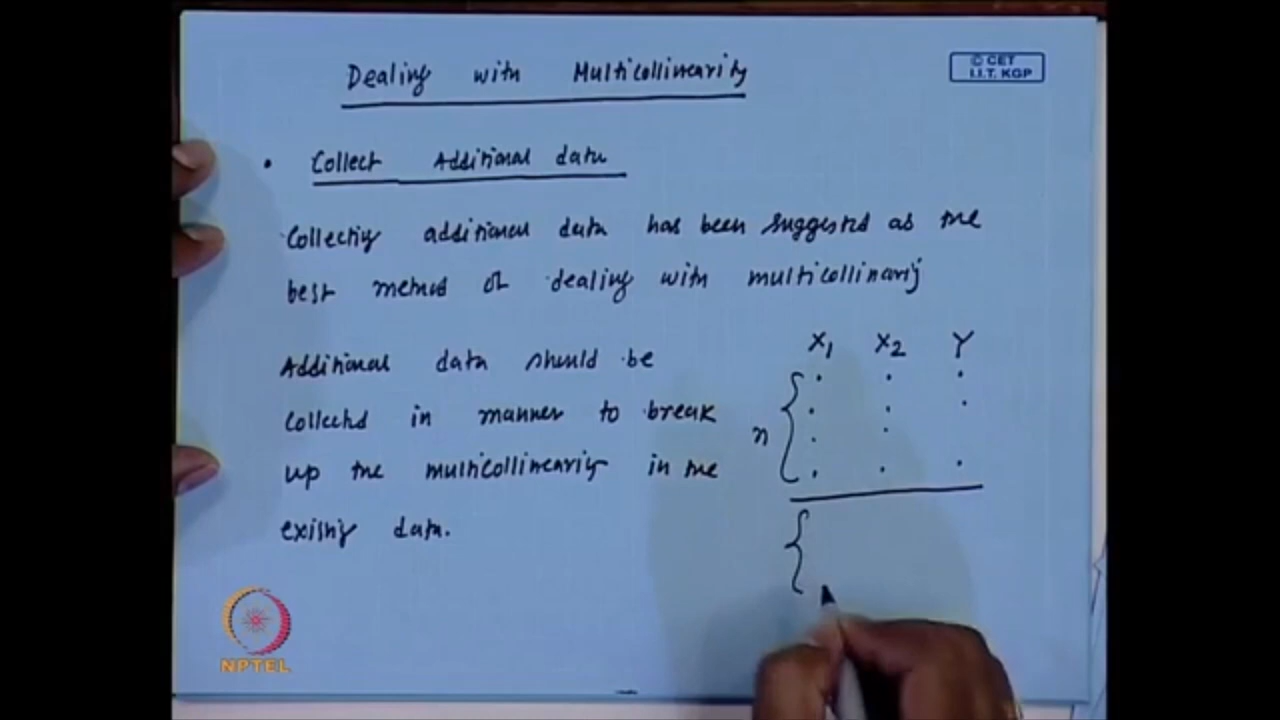 Dealing with Multicollinearity
© CET
I.I.T. KGP
• Collect Additional data
Collecting additional data has been suggested as the
best method of dealing with multicollinarij
Additional data should be
collected in manner to break
up the multicollinearity in the
existing data.
X1 X2 Y
n
NPTEL